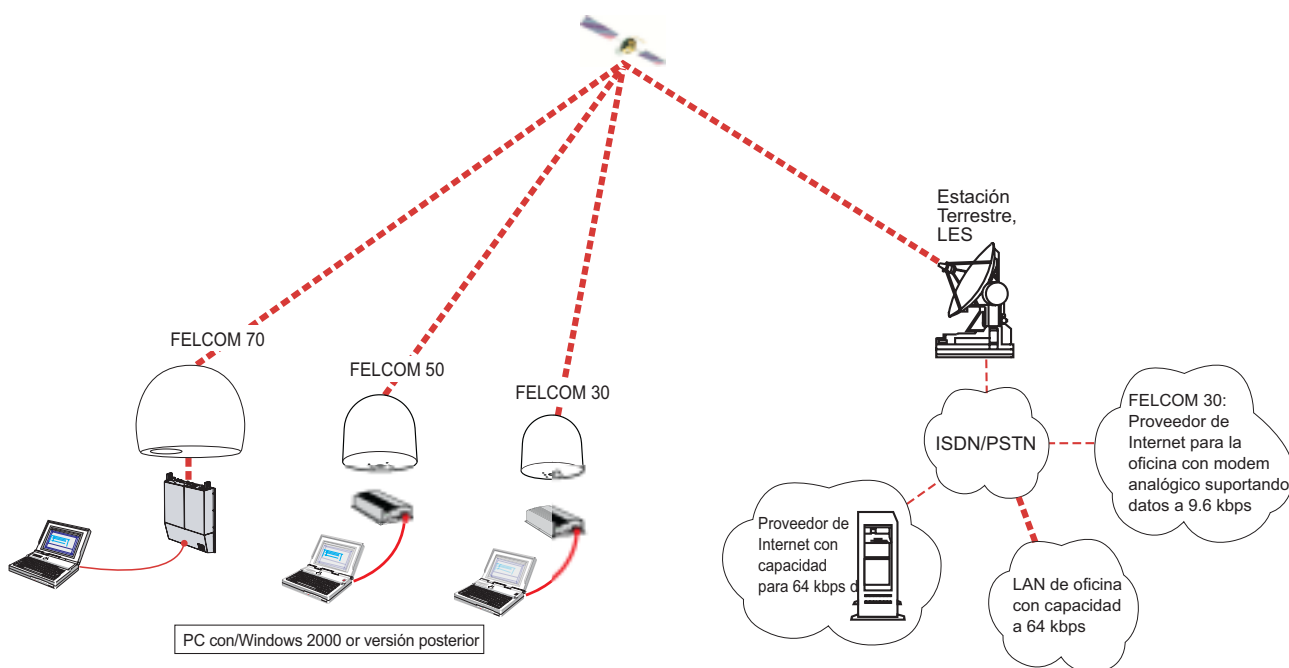 Estación
Terrestre,
LES
FELCOM 70
FELCOM 50
FELCOM 30
ISDN/PSTN
FELCOM 30:
Proveedor de
Internet para la
oficina con modem
analógico suportando
datos a 9.6 kbps
Proveedor de
Internet con
capacidad
para 64 kbps d
LAN de oficina
con capacidad
a 64 kbps
PC con/Windows 2000 or versión posterior